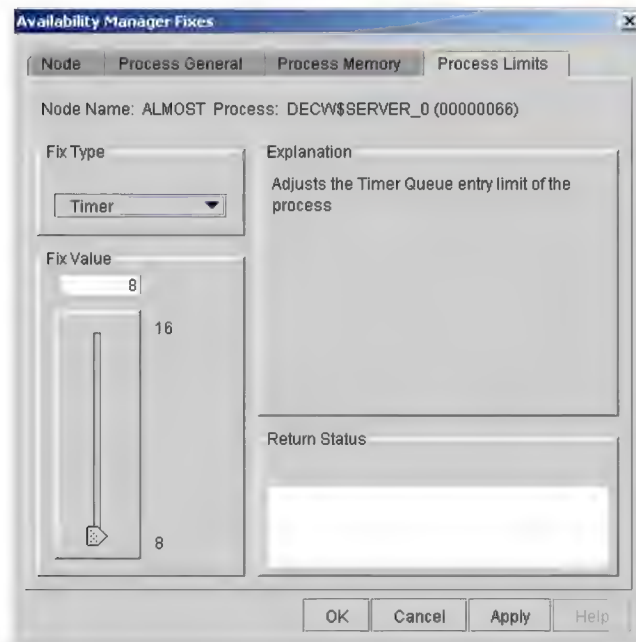 Availability Manager Fixes
Node Process General Process Memory Process Limits
Node Name: ALMOST Process: DECW$SERVER_0 (00000066)
Fix Type
Timer
Explanation
Adjusts the Timer Queue entry limit of the
process
Fix Value
8
16
8
Return Status
OK Cancel Apply Help